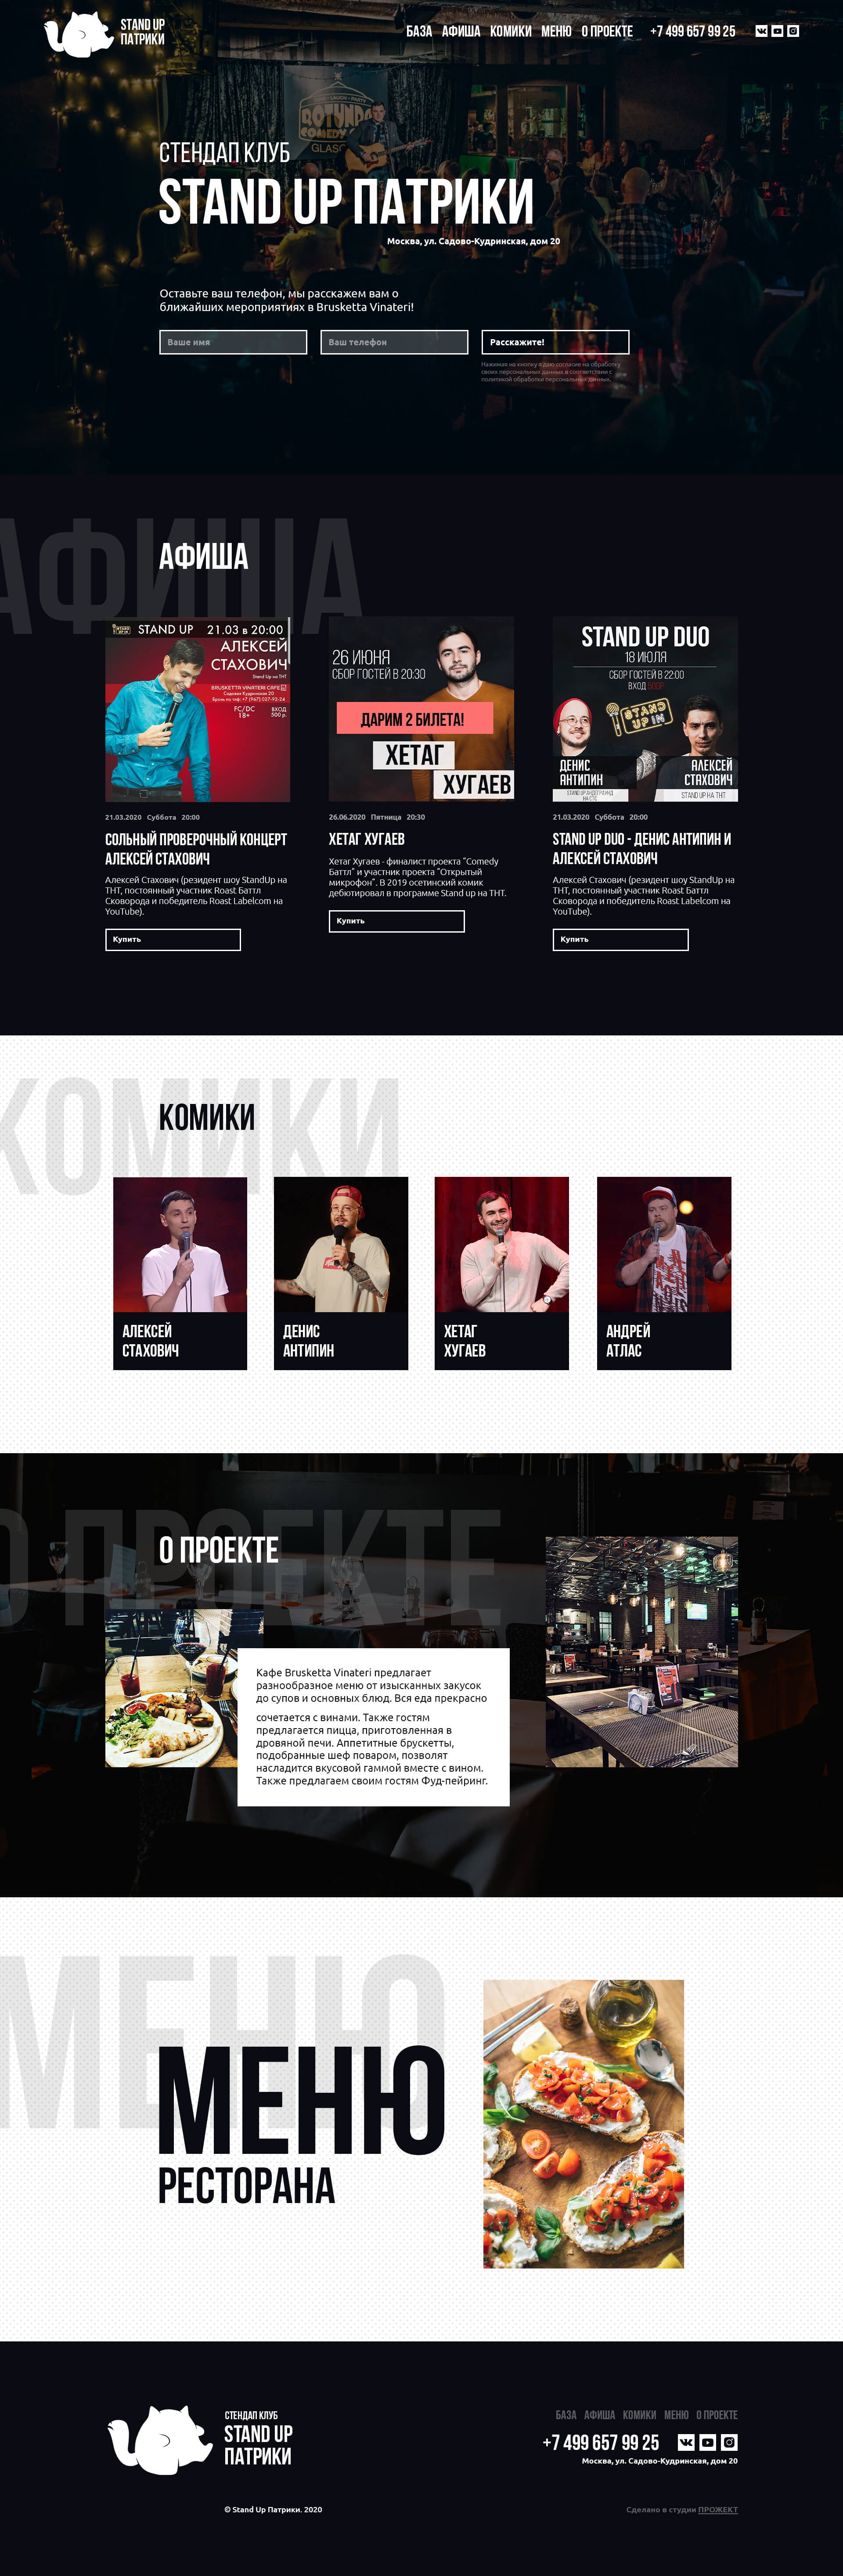 STAND UP
ПАТРИКИ
БАЗА АФИША КОМИКИ МЕНЮ О ПРОЕКТЕ +7 499 657 99 25
LAUGH PARTY
ROTUNDA
COMEDY
СТЕНДАП КЛУБ
STAND UP ПАТРИКИ
Москва, ул. Садово-Кудринская, дом 20
Оставьте ваш телефон, мы расскажем вам о
ближайших мероприятиях в Brusketta Vinateri!
Ваше имя
Ваш телефон
Расскажите!
Нажимая на кнопку я даю согласие на обработку
своих персональных данных в соответствии с
политикой обработки персональных данных.
АФИША
АФИША
STAND UP 21.03 в 20:00
АЛЕКСЕЙ
СТАХОВИЧ
Stand Up на ТНТ
BRUSKETTA VINATERI CAFE
Садовая Кудринская 20
Бронь по тел: +7 (967) 027-92-24
FC/DC
18+
ВХОД
500 р.
21.03.2020 Суббота 20:00
СОЛЬНЫЙ ПРОВЕРОЧНЫЙ КОНЦЕРТ
АЛЕКСЕЙ СТАХОВИЧ
Алексей Стахович (резидент шоу StandUp на
ТНТ, постоянный участник Roast Баттл
Сковорода и победитель Roast Labelcom на
YouTube).
Купить
26 ИЮНЯ
СБОР ГОСТЕЙ В 20:30
ДАРИМ 2 БИЛЕТА!
ХЕТАГ
ХУГАЕВ
26.06.2020 Пятница 20:30
ХЕТАГ ХУГАЕВ
Хетаг Хугаев - финалист проекта "Comedy
Баттл" и участник проекта "Открытый
микрофон". В 2019 осетинский комик
дебютировал в программе Stand up на ТНТ.
Купить
STAND UP DUO
18 ИЮЛЯ
СБОР ГОСТЕЙ В 22:00
ВХОД 500Р
STAND
UP IN
ДЕНИС
АНТИПИН
АЛЕКСЕЙ
СТАХОВИЧ
STAND UP АНДЕГРАУНД
НА СТС
STAND UP НА ТНТ
21.03.2020 Суббота 20:00
STAND UP DUO - ДЕНИС АНТИПИН И
АЛЕКСЕЙ СТАХОВИЧ
Алексей Стахович (резидент шоу StandUp на
ТНТ, постоянный участник Roast Баттл
Сковорода и победитель Roast Labelcom на
YouTube).
Купить
КОМИКИ
КОМИКИ
АЛЕКСЕЙ
СТАХОВИЧ
ДЕНИС
АНТИПИН
ХЕТАГ
ХУГАЕВ
АНДРЕЙ
АТЛАС
О ПРОЕКТЕ
О ПРОЕКТЕ
Кафе Brusketta Vinateri предлагает
разнообразное меню от изысканных закусок
до супов и основных блюд. Вся еда прекрасно
сочетается с винами. Также гостям
предлагается пицца, приготовленная в
дровяной печи. Аппетитные брускетты,
подобранные шеф поваром, позволят
насладится вкусовой гаммой вместе с вином.
Также предлагаем своим гостям Фуд-пейринг.
МЕНЮ
МЕНЮ
РЕСТОРАНА
СТЕНДАП КЛУБ
STAND UP
ПАТРИКИ
БАЗА АФИША КОМИКИ МЕНЮ О ПРОЕКТЕ
+7 499 657 99 25
Москва, ул. Садово-Кудринская, дом 20
© Stand Up Патрики. 2020
Сделано в студии ПРОЖЕКТ